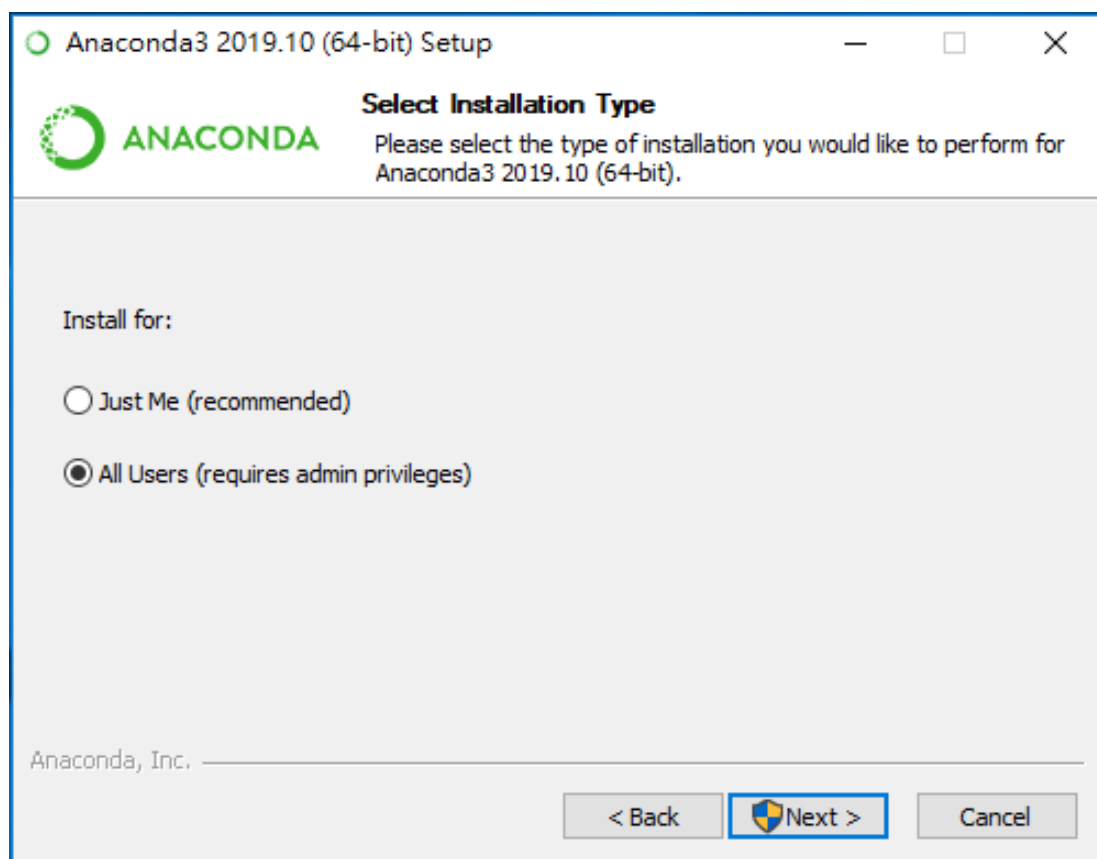 Anaconda3 2019.10 (64-bit) Setup
ANACONDA
Select Installation Type
Please select the type of installation you would like to perform for
Anaconda3 2019.10 (64-bit).
Install for:
Just Me (recommended)
All Users (requires admin privileges)
Anaconda, Inc.
< Back
Next >
Cancel